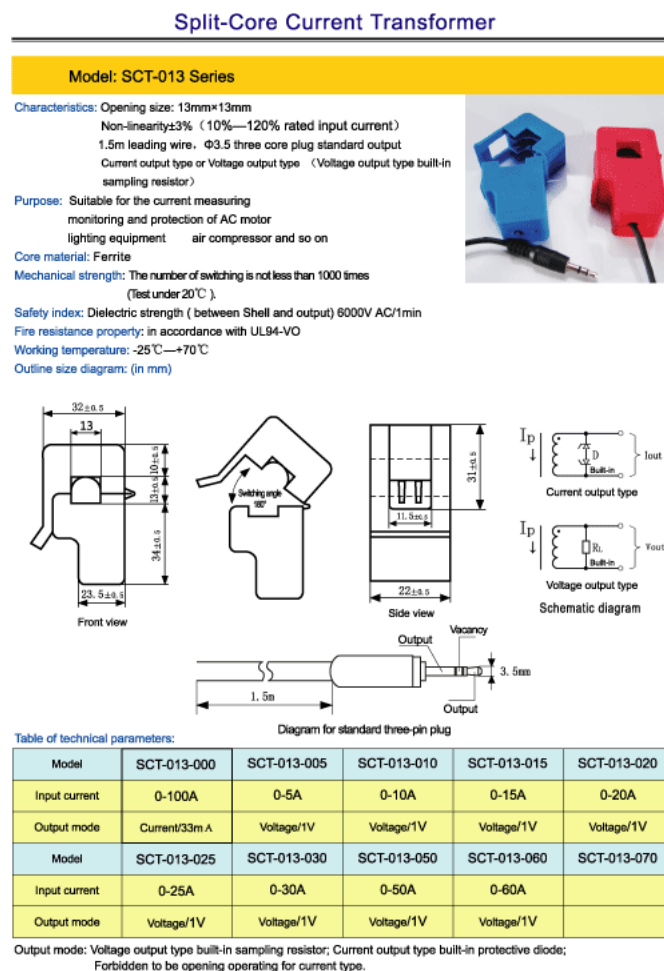 Split-Core Current Transformer
Model: SCT-013 Series
Characteristics: Opening size: 13mm×13mm
Non-linearity±3% （10%—120% rated input current）
1.5m leading wire, Φ3.5 three core plug standard output
Current output type or Voltage output type （Voltage output type built-in
sampling resistor）
Purpose: Suitable for the current measuring
monitoring and protection of AC motor
lighting equipment air compressor and so on
Core material: Ferrite
Mechanical strength: The number of switching is not less than 1000 times
(Test under 20℃ ).
Safety index: Dielectric strength ( between Shell and output) 6000V AC/1min
Fire resistance property: in accordance with UL94-VO
Working temperature: -25℃—+70℃
Outline size diagram: (in mm)
32±0.5
13
10±0.5
13±0.5
34±0.5
23.5±0.5
Front view
Switching angle
180°
31±0.5
11.5±0.5
22±0.5
Side view
Ip
D
Built-in
Iout
Current output type
Ip
RL
Built-in
Vout
Voltage output type
Schematic diagram
Output
Vacancy
3.5mm
Output
1.5m
Diagram for standard three-pin plug
Table of technical parameters:
Model SCT-013-000 SCT-013-005 SCT-013-010 SCT-013-015 SCT-013-020
Input current 0-100A 0-5A 0-10A 0-15A 0-20A
Output mode Current/33mA Voltage/1V Voltage/1V Voltage/1V Voltage/1V
Model SCT-013-025 SCT-013-030 SCT-013-050 SCT-013-060 SCT-013-070
Input current 0-25A 0-30A 0-50A 0-60A
Output mode Voltage/1V Voltage/1V Voltage/1V Voltage/1V
Output mode: Voltage output type built-in sampling resistor; Current output type built-in protective diode;
Forbidden to be opening operating for current type.